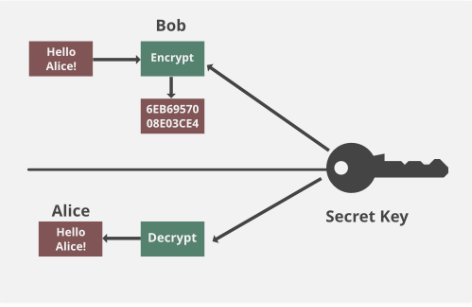 Bob
Hello
Alice!
Encrypt
6EB69570
08E03CE4
Secret Key
Alice
Hello
Alice!
Decrypt